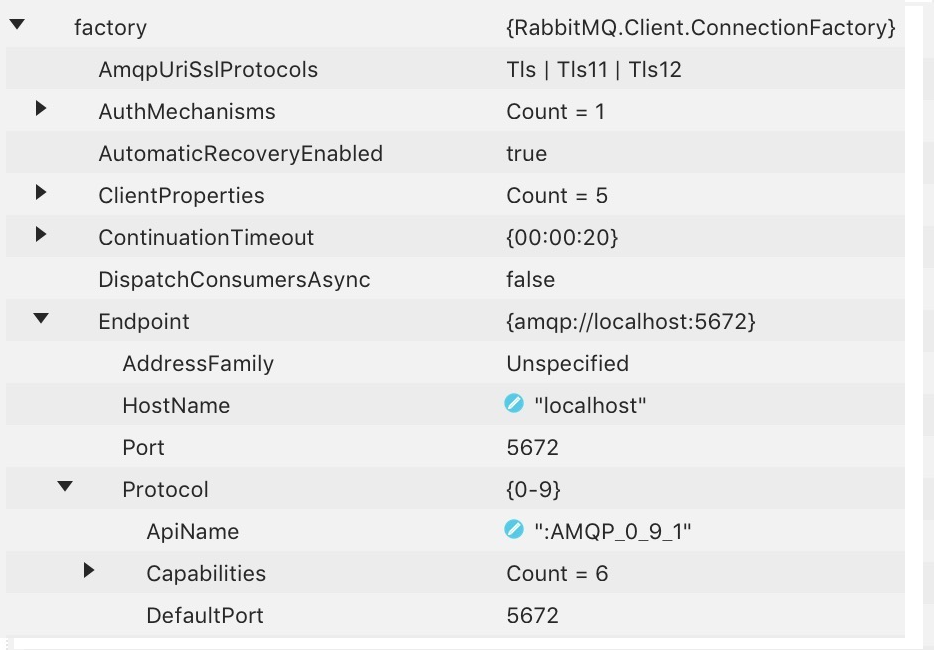 factory {RabbitMQ.Client.ConnectionFactory}
AmqpUriSslProtocols Tls | Tls11 | Tls12
AuthMechanisms Count = 1
AutomaticRecoveryEnabled true
ClientProperties Count = 5
ContinuationTimeout {00:00:20}
DispatchConsumersAsync false
Endpoint {amqp://localhost:5672}
AddressFamily Unspecified
HostName "localhost"
Port 5672
Protocol {0-9}
ApiName ":AMQP_0_9_1"
Capabilities Count = 6
DefaultPort 5672